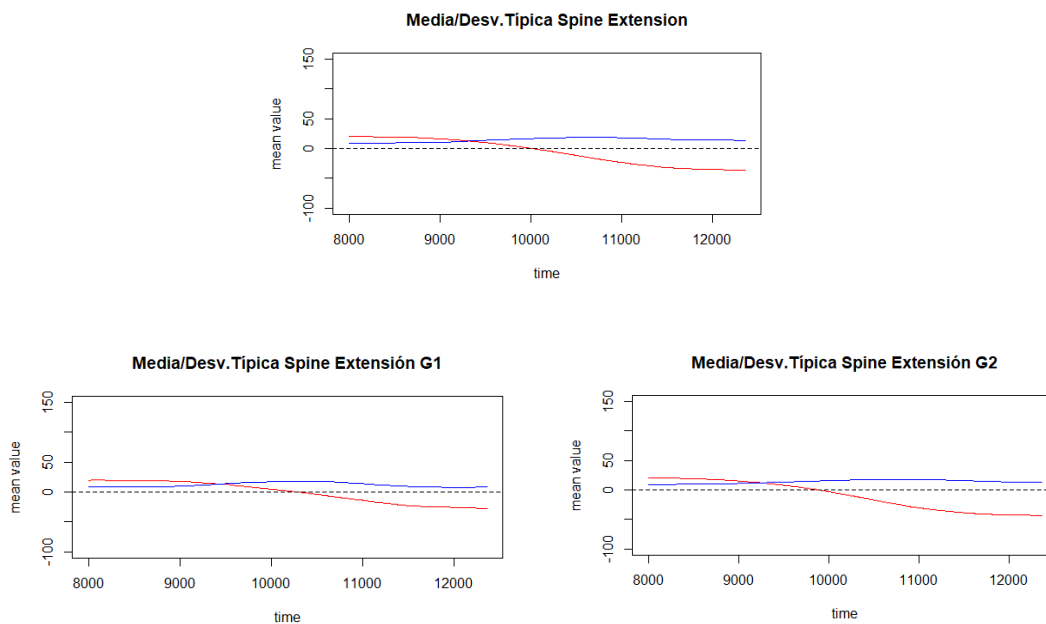 Media/Desv.Típica Spine Extension
150
50
0
-100
mean value
8000 9000 10000 11000 12000
time
Media/Desv.Típica Spine Extensión G1
150
50
0
-100
mean value
8000 9000 10000 11000 12000
time
Media/Desv.Típica Spine Extensión G2
150
50
0
-100
mean value
8000 9000 10000 11000 12000
time